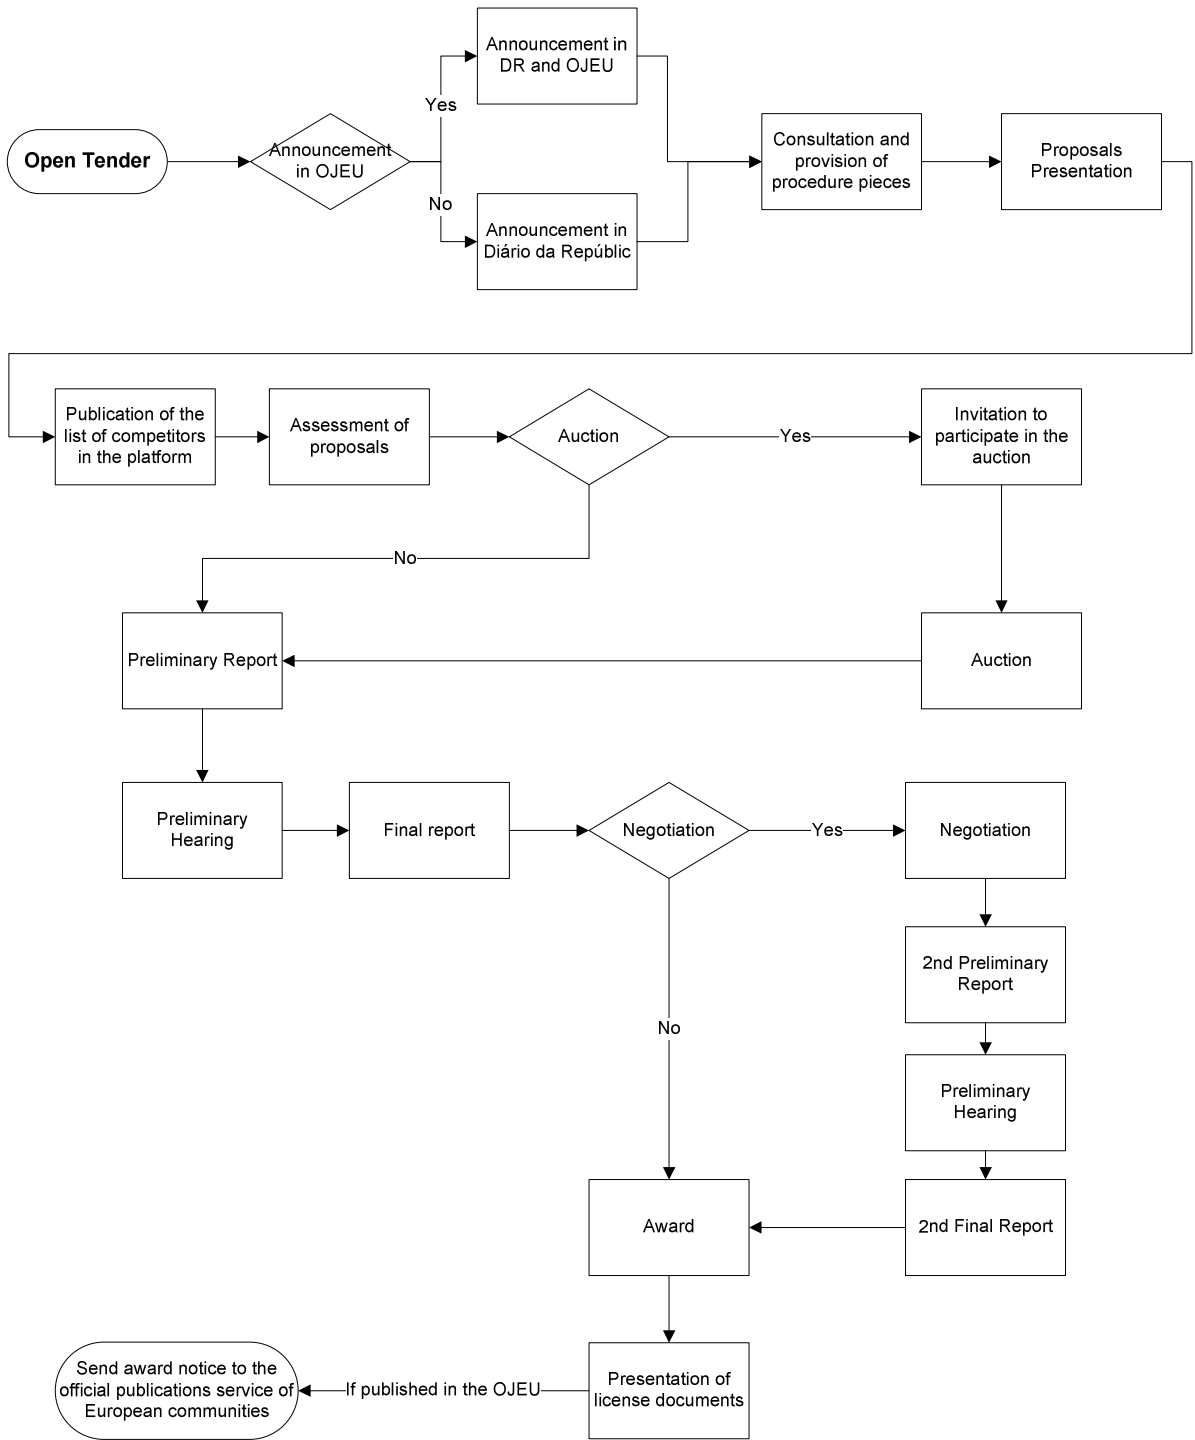 Announcement in
DR and OJEU
Yes
Open Tender
Announcement
in OJEU
Consultation and
provision of
procedure pieces
Proposals
Presentation
No
Announcement in
Diário da Repúblic
Publication of the
list of competitors
in the platform
Assessment of
proposals
Auction
Yes
Invitation to
participate in the
auction
No
Preliminary Report
Auction
Preliminary
Hearing
Final report
Negotiation
Yes
Negotiation
2nd Preliminary
Report
No
Preliminary
Hearing
Award
2nd Final Report
Send award notice to the
official publications service of
European communities
If published in the OJEU
Presentation of
license documents